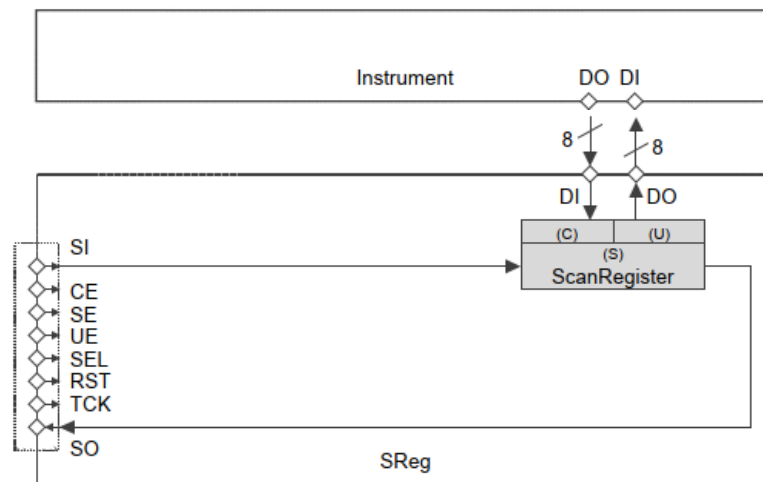 Instrument
DO DI
8
8
DI
DO
SI
(C)
(U)
(S)
ScanRegister
CE
SE
UE
SEL
RST
TCK
SO
SReg